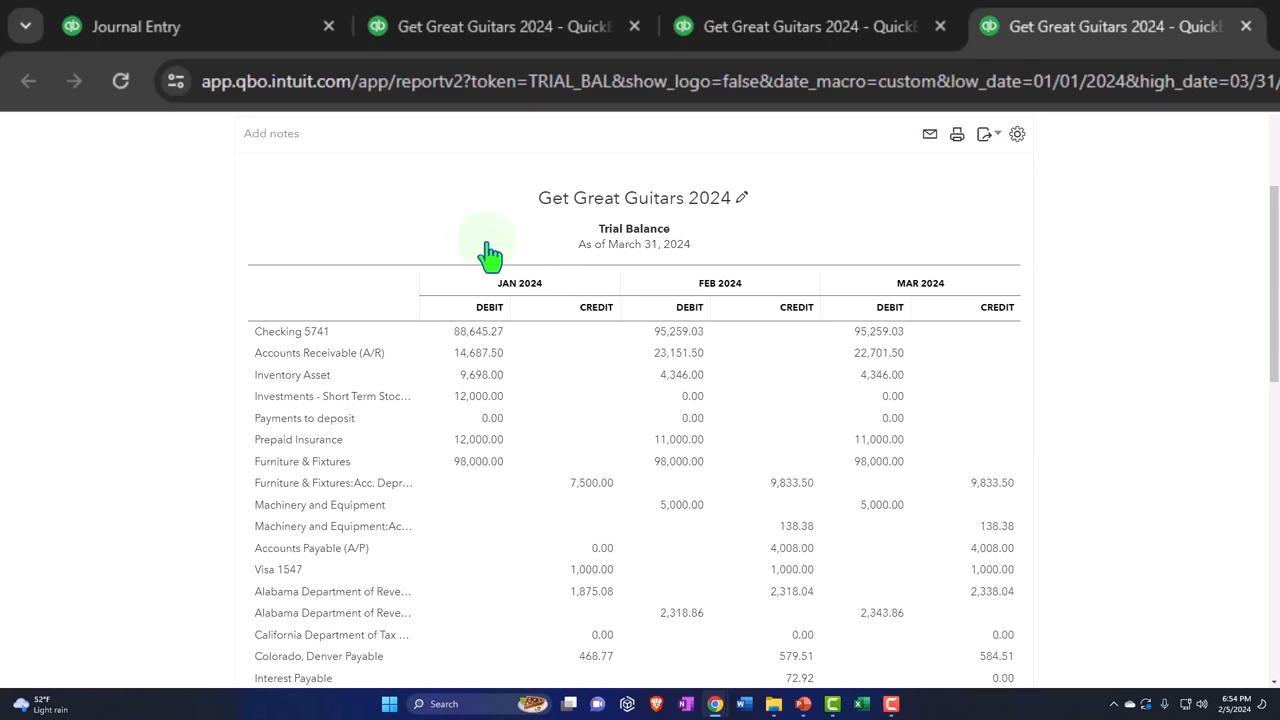 Journal Entry
Get Great Guitars 2024 - Quick
Get Great Guitars 2024 - Quick
Get Great Guitars 2024 - Quick
app.qbo.intuit.com/app/reportv2?token=TRIAL_BAL&show_logo=false&date_macro=custom&low_date=01/01/2024&high_date=03/31/
Add notes
Get Great Guitars 2024
Trial Balance
As of March 31, 2024
JAN 2024 FEB 2024 MAR 2024
DEBIT CREDIT DEBIT CREDIT DEBIT CREDIT
Checking 5741 88,645.27 95,259.03 95,259.03
Accounts Receivable (A/R) 14,687.50 23,151.50 22,701.50
Inventory Asset 9,698.00 4,346.00 4,346.00
Investments - Short Term Stoc... 12,000.00 0.00 0.00
Payments to deposit 0.00 0.00 0.00
Prepaid Insurance 12,000.00 11,000.00 11,000.00
Furniture & Fixtures 98,000.00 98,000.00 98,000.00
Furniture & Fixtures:Acc. Depr... 7,500.00 9,833.50 9,833.50
Machinery and Equipment 5,000.00 5,000.00
Machinery and Equipment:Ac... 138.38 138.38
Accounts Payable (A/P) 0.00 4,008.00 4,008.00
Visa 1547 1,000.00 1,000.00 1,000.00
Alabama Department of Reve... 1,875.08 2,318.04 2,338.04
Alabama Department of Reve... 2,318.86 2,343.86
California Department of Tax ... 0.00 0.00 0.00
Colorado, Denver Payable 468.77 579.51 584.51
Interest Payable 72.92 0.00
52°F
Light rain
Search
6:54 PM
2/5/2024